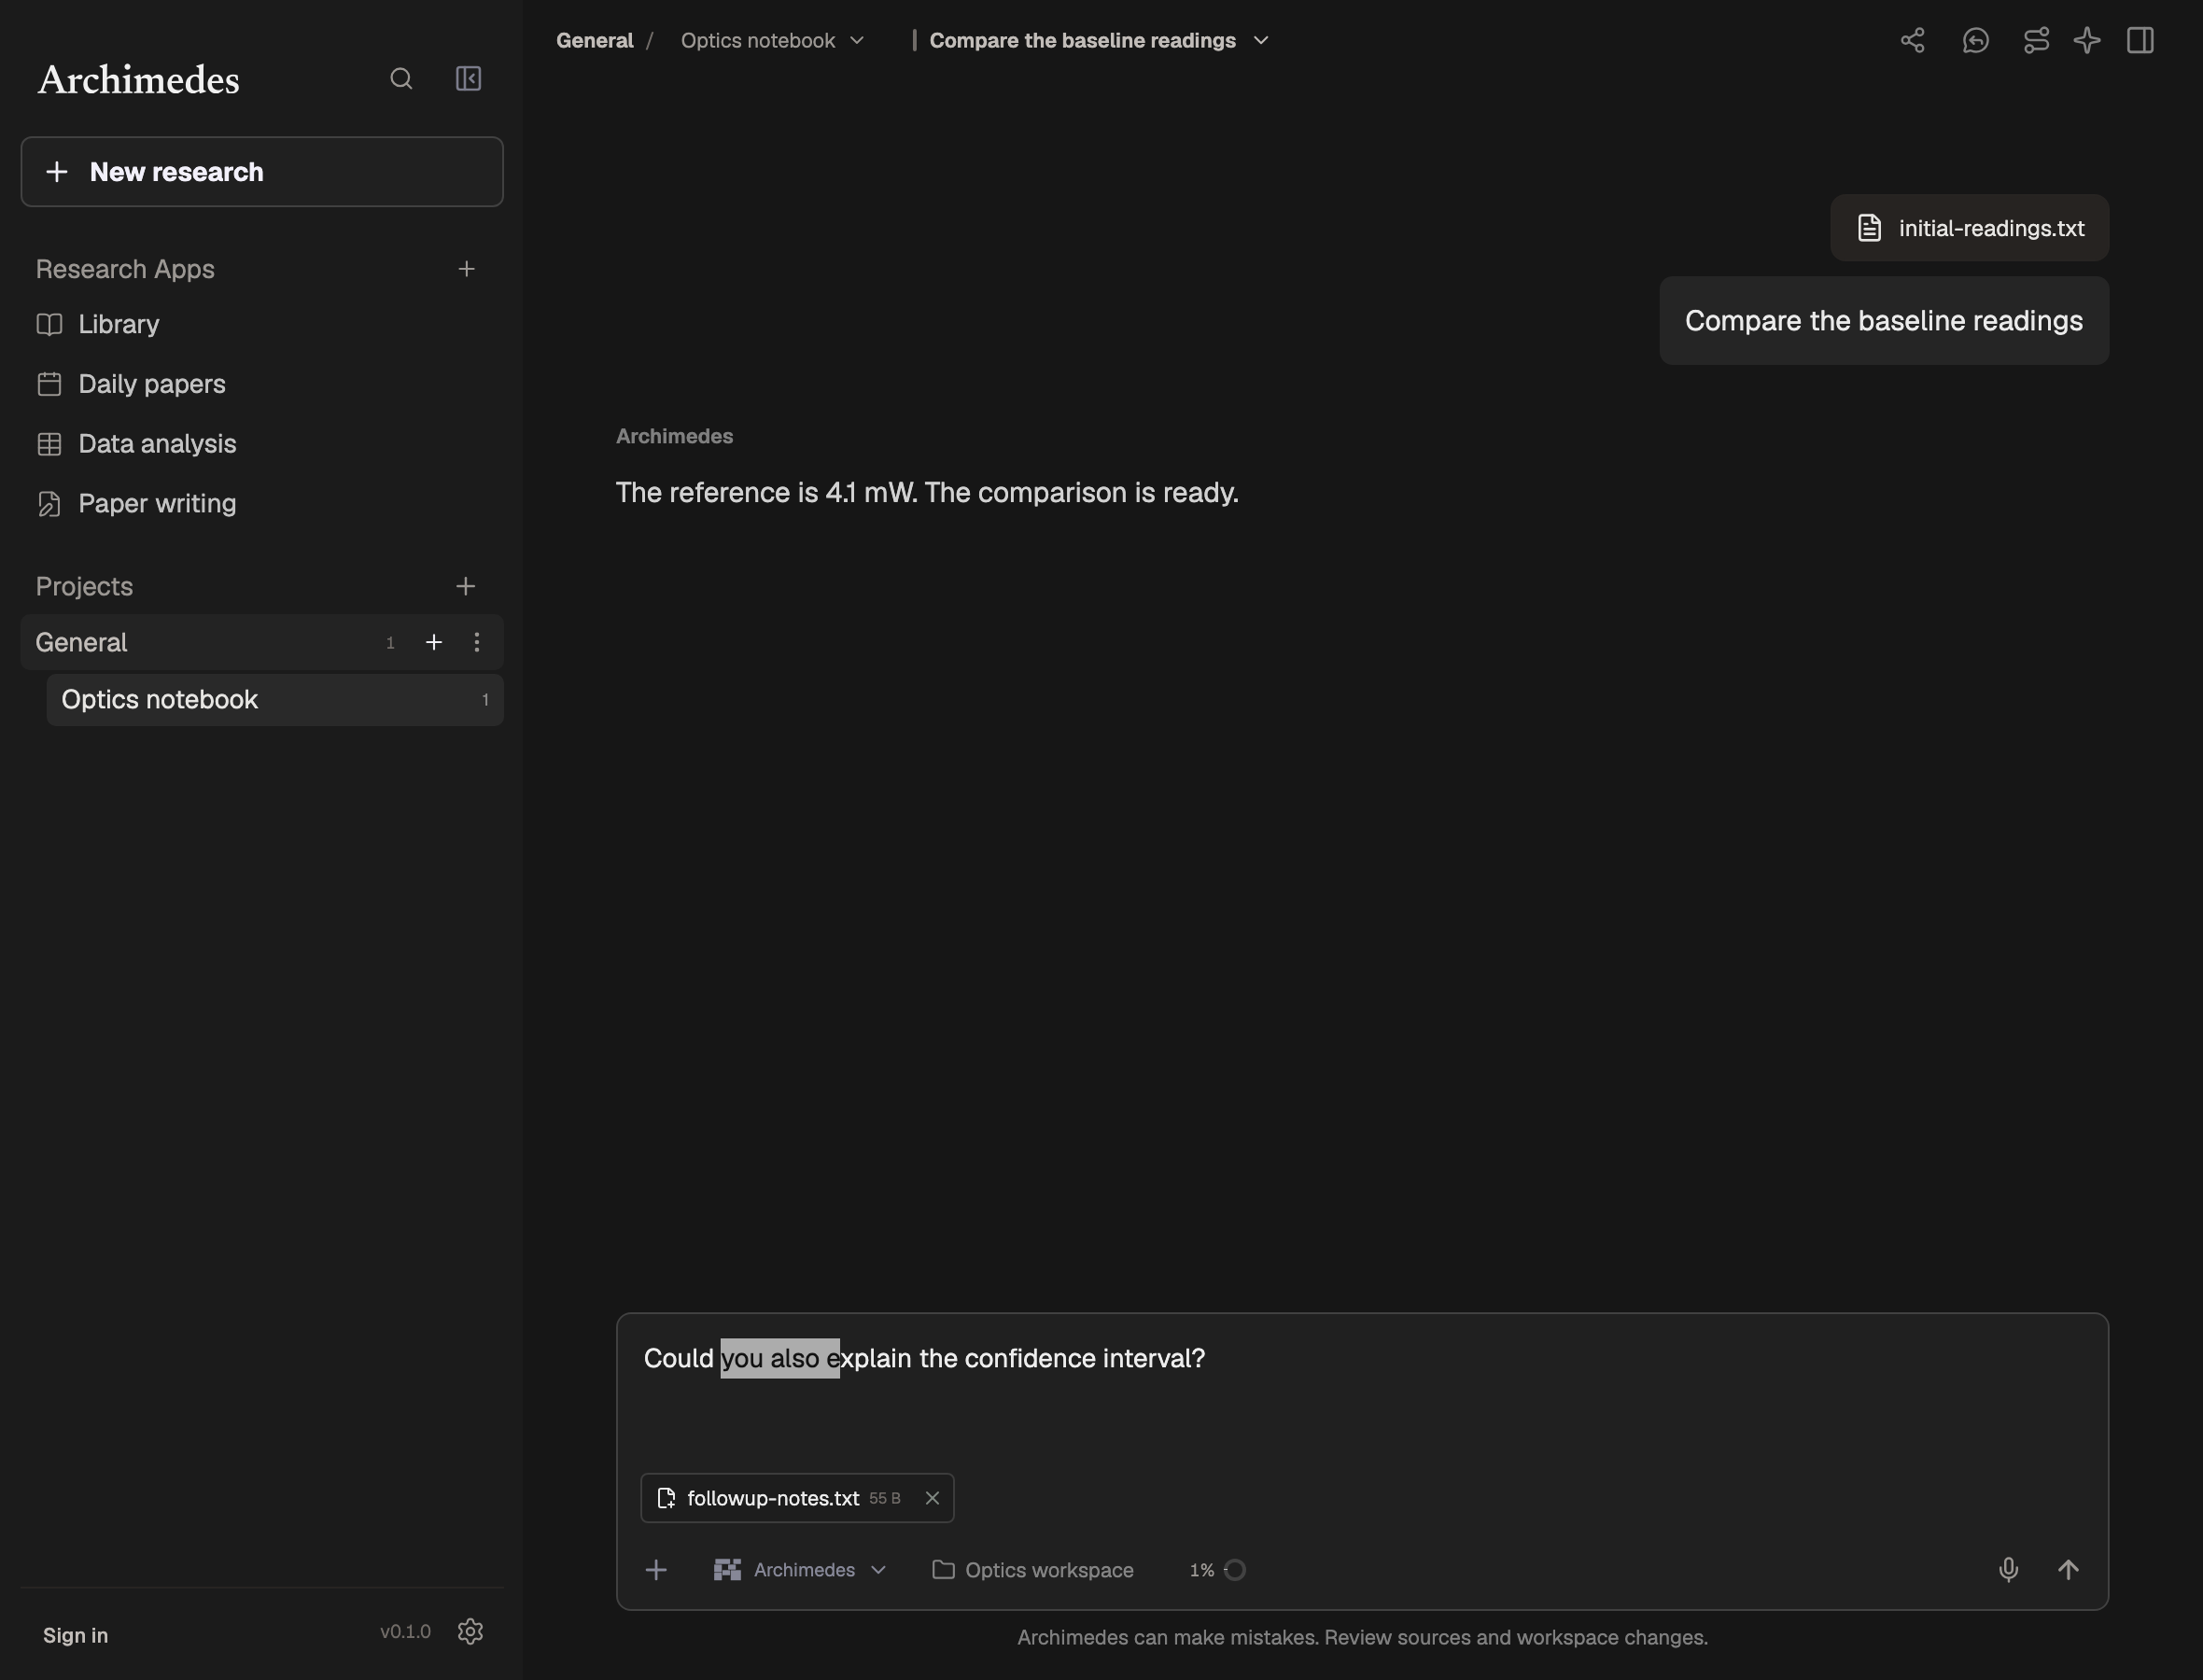 Archimedes
New research
Research Apps
Library
Daily papers
Data analysis
Paper writing
Projects
General 1
Optics notebook 1
Sign in v0.1.0
General / Optics notebook | Compare the baseline readings
initial-readings.txt
Compare the baseline readings
Archimedes
The reference is 4.1 mW. The comparison is ready.
Could you also explain the confidence interval?
followup-notes.txt 55 B
Archimedes Optics workspace 1%
Archimedes can make mistakes. Review sources and workspace changes.